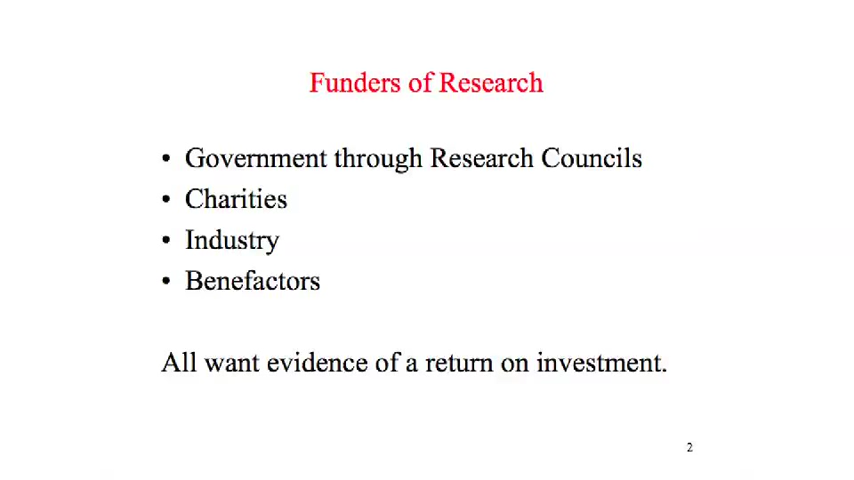 Funders of Research
• Government through Research Councils
• Charities
• Industry
• Benefactors
All want evidence of a return on investment.
2